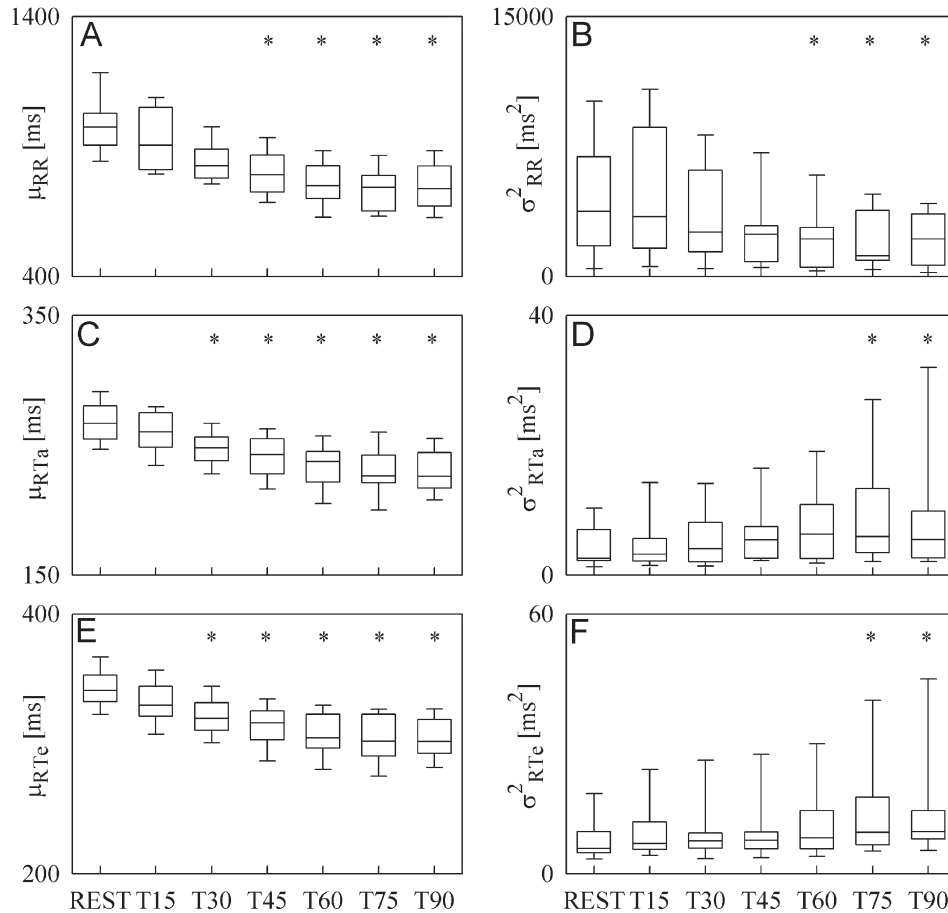 1400
A
* * * *
μRR [ms]
400
15000
B
* * *
σ²RR [ms²]
0
350
C
* * * * *
μRTa [ms]
150
40
D
* *
σ²RTa [ms²]
0
400
E
* * * * *
μRTe [ms]
200
REST T15 T30 T45 T60 T75 T90
60
F
* *
σ²RTe [ms²]
0
REST T15 T30 T45 T60 T75 T90